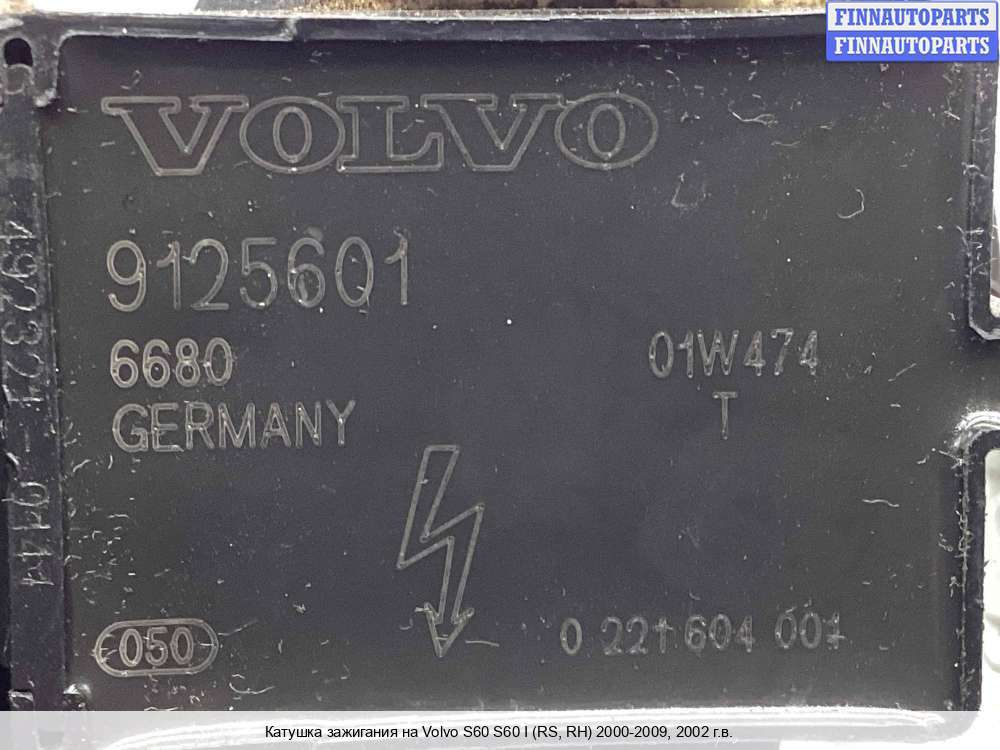 FINNAUTOPARTS
FINNAUTOPARTS
VOLVO
9125601
6680
01W474
GERMANY
T
050
0 221 604 001
Катушка зажигания на Volvo S60 S60 I (RS, RH) 2000-2009, 2002 г.в.